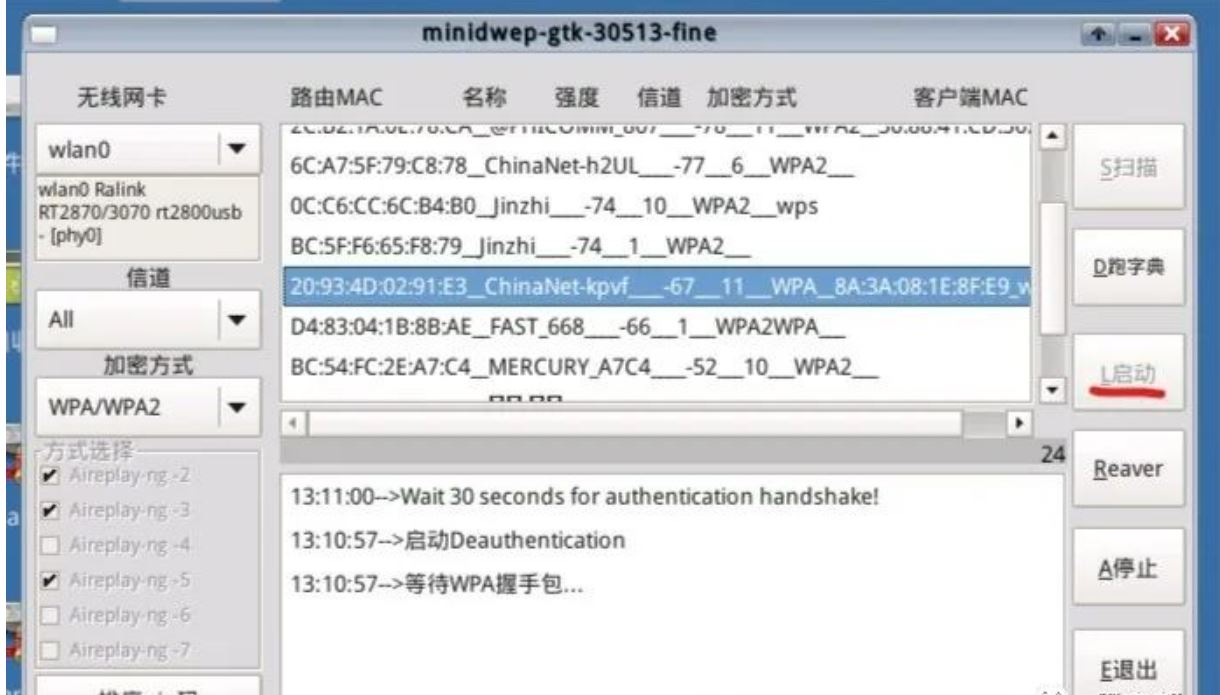 minidwep-gtk-30513-fine
无线网卡
路由MAC 名称 强度 信道 加密方式 客户端MAC
wlan0
wlan0 Ralink
RT2870/3070 rt2800usb
- [phy0]
信道
All
加密方式
WPA/WPA2
方式选择
Aireplay-ng -2
Aireplay-ng -3
Aireplay-ng -4
Aireplay-ng -5
Aireplay-ng -6
Aireplay-ng -7
6C:A7:5F:79:C8:78__ChinaNet-h2UL___-77__6__WPA2__
0C:C6:CC:6C:B4:B0__Jinzhi___-74__10__WPA2__wps
BC:5F:F6:65:F8:79__Jinzhi___-74__1__WPA2__
20:93:4D:02:91:E3__ChinaNet-kpvf___-67__11__WPA__8A:3A:08:1E:8F:E9_w
D4:83:04:1B:8B:AE__FAST_668___-66__1__WPA2WPA__
BC:54:FC:2E:A7:C4__MERCURY_A7C4___-52__10__WPA2__
24
13:11:00-->Wait 30 seconds for authentication handshake!
13:10:57-->启动Deauthentication
13:10:57-->等待WPA握手包...
S扫描
D跑字典
L启动
Reaver
A停止
E退出